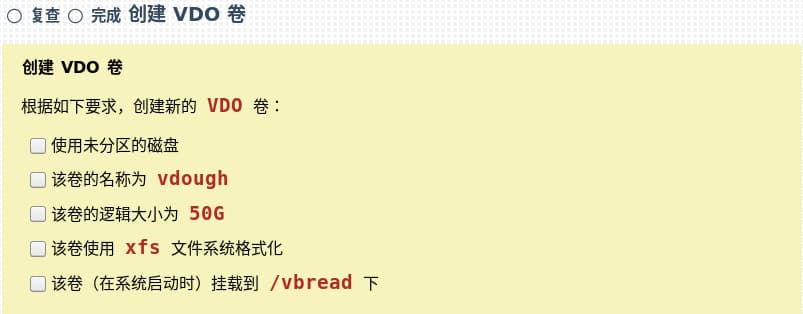 复查 完成 创建 VDO 卷
创建 VDO 卷
根据如下要求，创建新的 VDO 卷：
使用未分区的磁盘
该卷的名称为 vdough
该卷的逻辑大小为 50G
该卷使用 xfs 文件系统格式化
该卷（在系统启动时）挂载到 /vbread 下